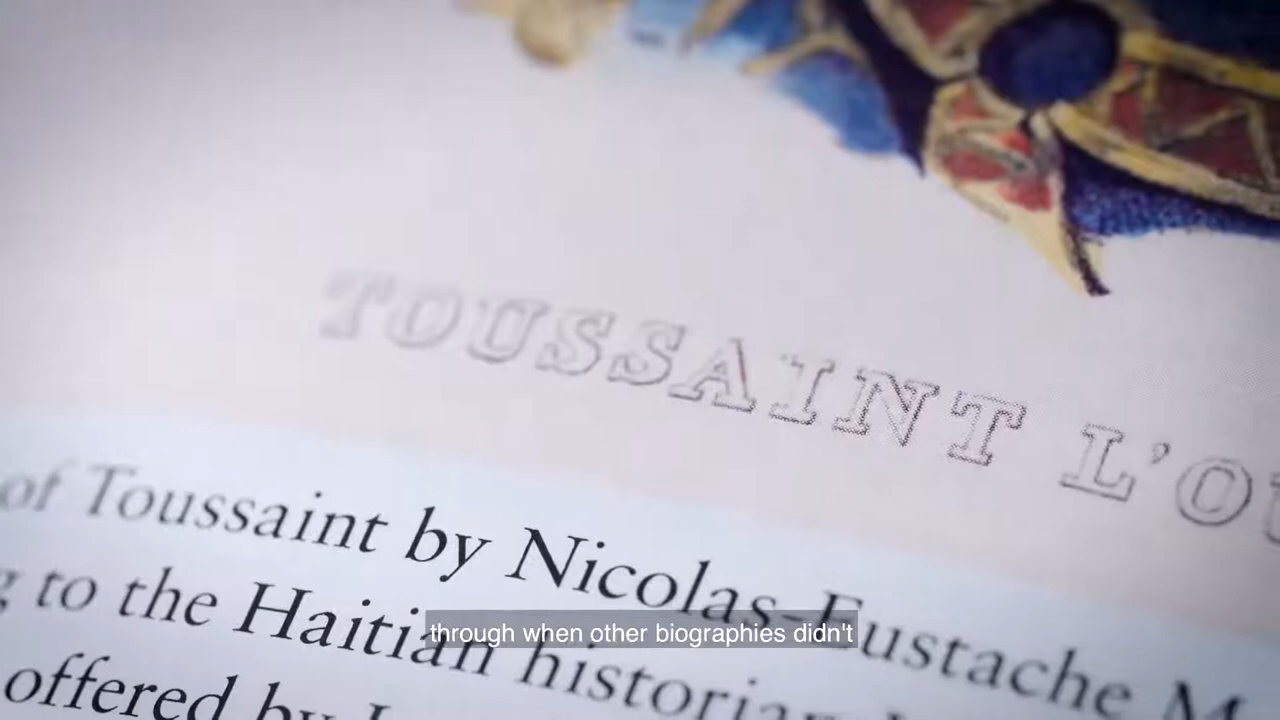 TOUSSAINT L'O
of Toussaint by Nicolas-Eustache M
to the Haitian historian
offered by
through when other biographies didn't